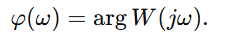 φ(ω) = arg W(jω).